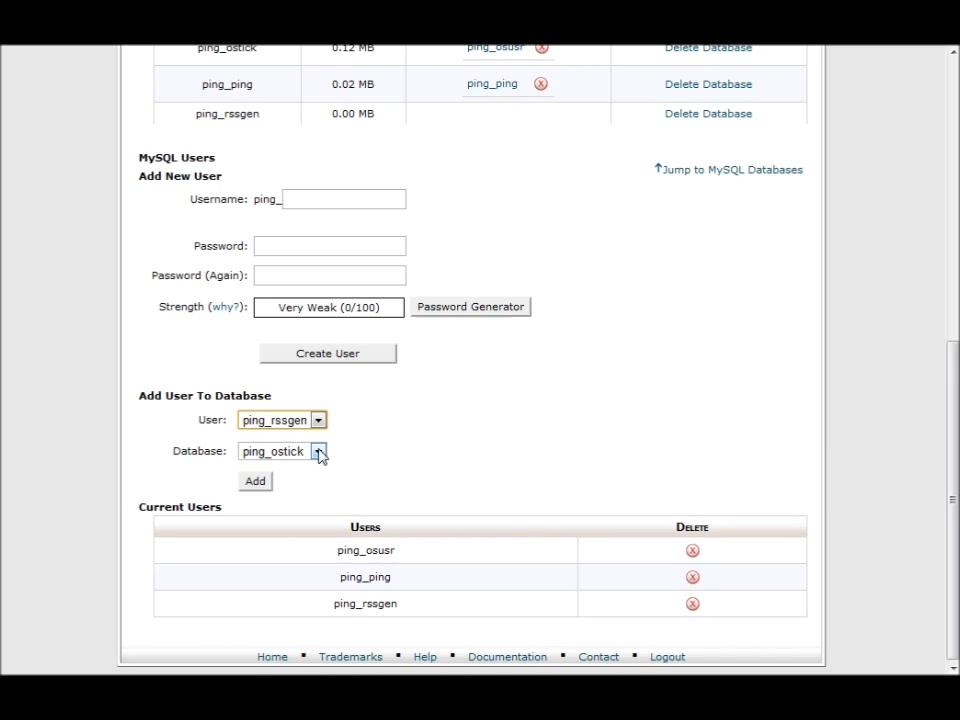 ping_ostick 0.12 MB ping_osusr Delete Database
ping_ping 0.02 MB ping_ping Delete Database
ping_rssgen 0.00 MB Delete Database
MySQL Users
↑Jump to MySQL Databases
Add New User
Username: ping_
Password:
Password (Again):
Strength (why?): Very Weak (0/100) Password Generator
Create User
Add User To Database
User: ping_rssgen
Database: ping_ostick
Add
Current Users
Users Delete
ping_osusr
ping_ping
ping_rssgen
Home ▪ Trademarks ▪ Help ▪ Documentation ▪ Contact ▪ Logout